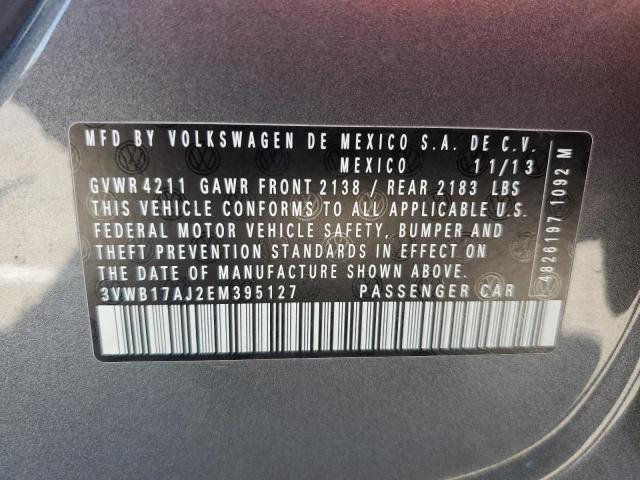 MFD BY VOLKSWAGEN DE MEXICO S.A. DE C.V.
MEXICO 11/13
GVWR 4211 GAWR FRONT 2138 / REAR 2183 LBS
THIS VEHICLE CONFORMS TO ALL APPLICABLE U.S.
FEDERAL MOTOR VEHICLE SAFETY, BUMPER AND
THEFT PREVENTION STANDARDS IN EFFECT ON
THE DATE OF MANUFACTURE SHOWN ABOVE
3VWB17AJ2EM395127 PASSENGER CAR
4826197 1092 M